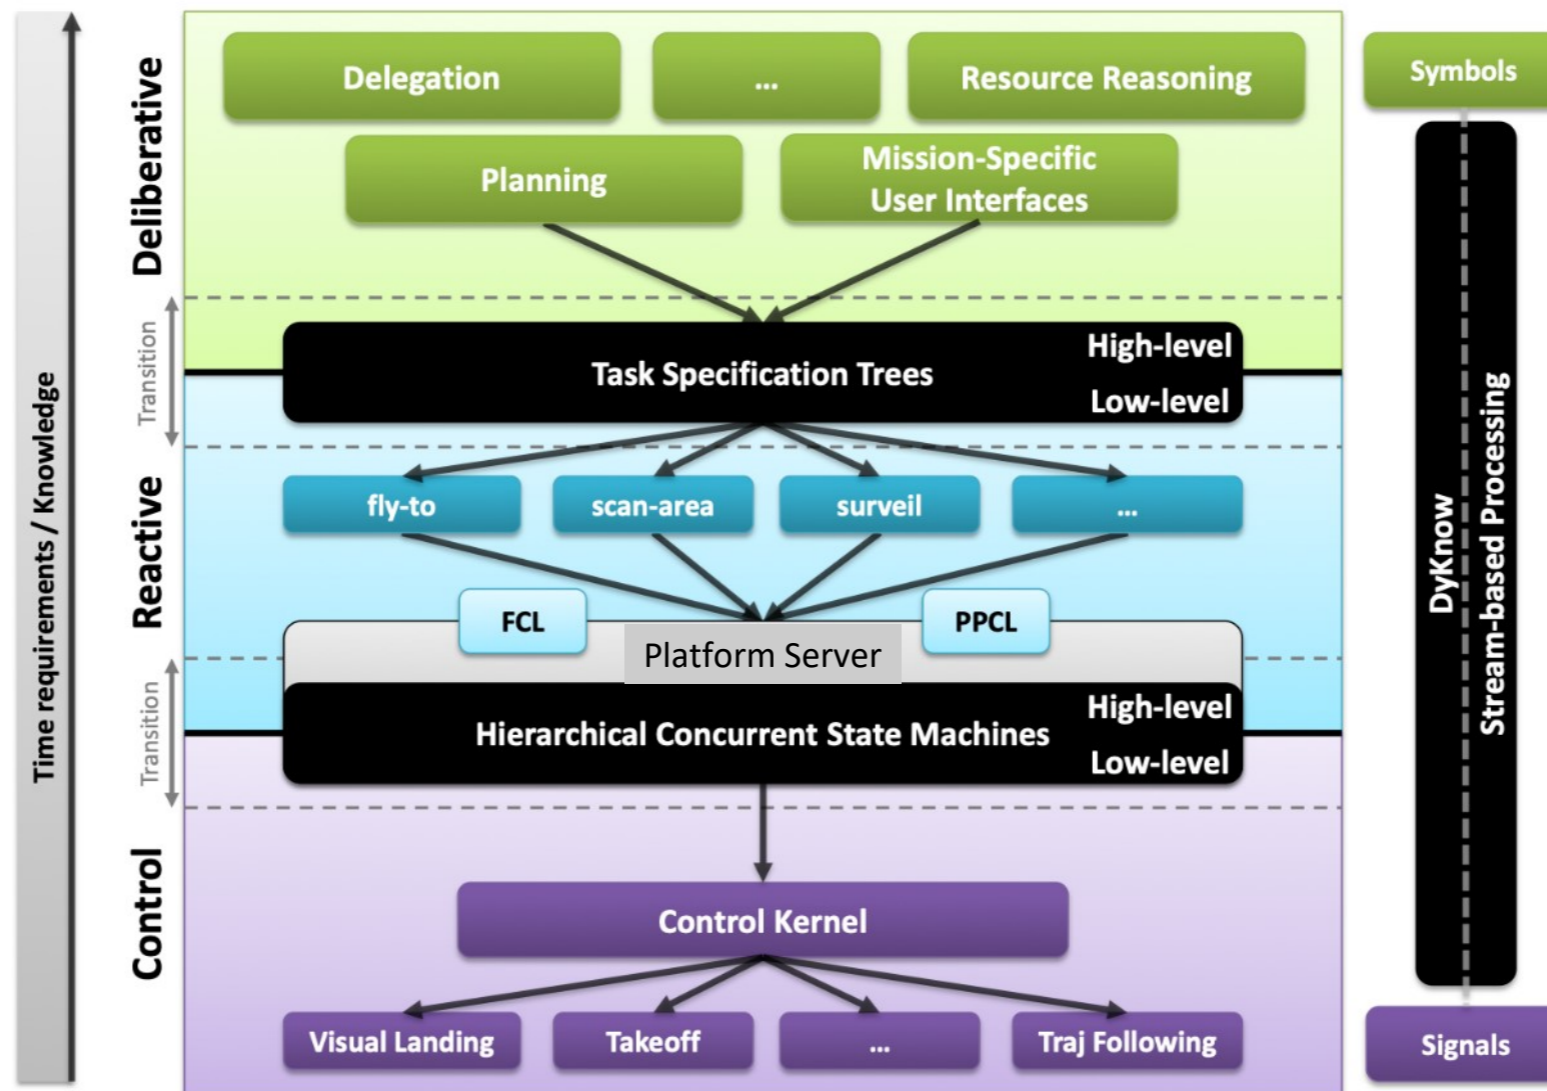 Delegation
...
Resource Reasoning
Symbols
Planning
Mission-Specific
User Interfaces
Deliberative
Transition
Task Specification Trees
High-level
Low-level
Time requirements / Knowledge
Reactive
fly-to
scan-area
surveil
...
FCL
PPCL
Platform Server
Transition
Hierarchical Concurrent State Machines
High-level
Low-level
DyKnow
Stream-based Processing
Control
Control Kernel
Visual Landing
Takeoff
...
Traj Following
Signals